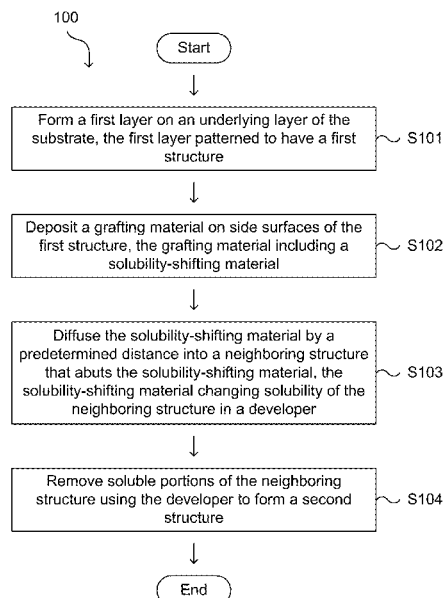 100
Start
Form a first layer on an underlying layer of the
substrate, the first layer patterned to have a first
structure
S101
Deposit a grafting material on side surfaces of the
first structure, the grafting material including a
solubility-shifting material
S102
Diffuse the solubility-shifting material by a
predetermined distance into a neighboring structure
that abuts the solubility-shifting material, the
solubility-shifting material changing solubility of the
neighboring structure in a developer
S103
Remove soluble portions of the neighboring
structure using the developer to form a second
structure
S104
End